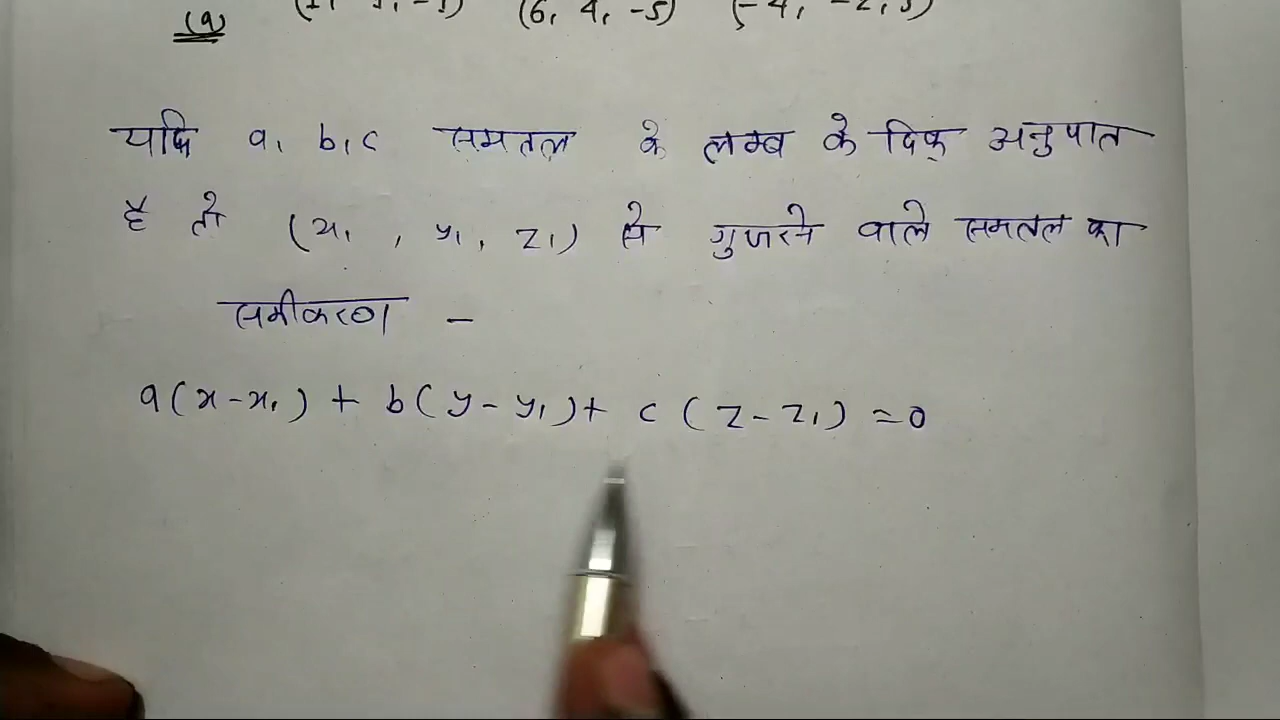 (a) (6, 4, -5)
यदि a, b, c समतल के लम्ब के दिक् अनुपात
है तो (x₁, y₁, z₁) से गुजरने वाले समतल का
समीकरण -
a(x-x₁) + b(y-y₁)+ c(z-z₁) =0